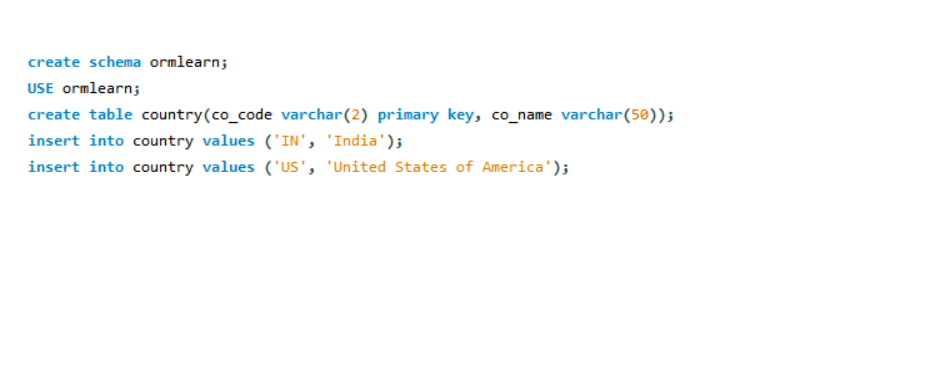 create schema ormlearn;
USE ormlearn;
create table country(co_code varchar(2) primary key, co_name varchar(50));
insert into country values ('IN', 'India');
insert into country values ('US', 'United States of America');